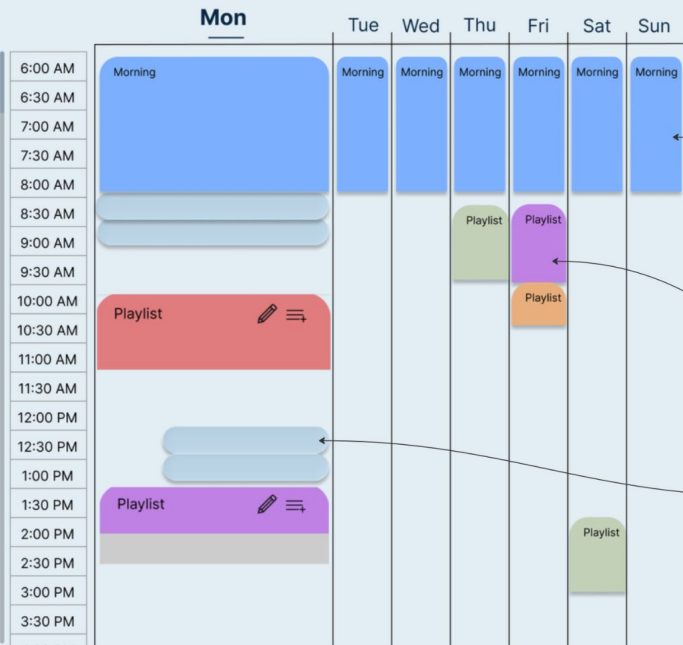 Mon Tue Wed Thu Fri Sat Sun
6:00 AM Morning Morning Morning Morning Morning Morning Morning
6:30 AM
7:00 AM
7:30 AM
8:00 AM
8:30 AM Playlist Playlist
9:00 AM
9:30 AM
10:00 AM Playlist Playlist
10:30 AM
11:00 AM
11:30 AM
12:00 PM
12:30 PM
1:00 PM
1:30 PM Playlist
2:00 PM Playlist
2:30 PM
3:00 PM
3:30 PM